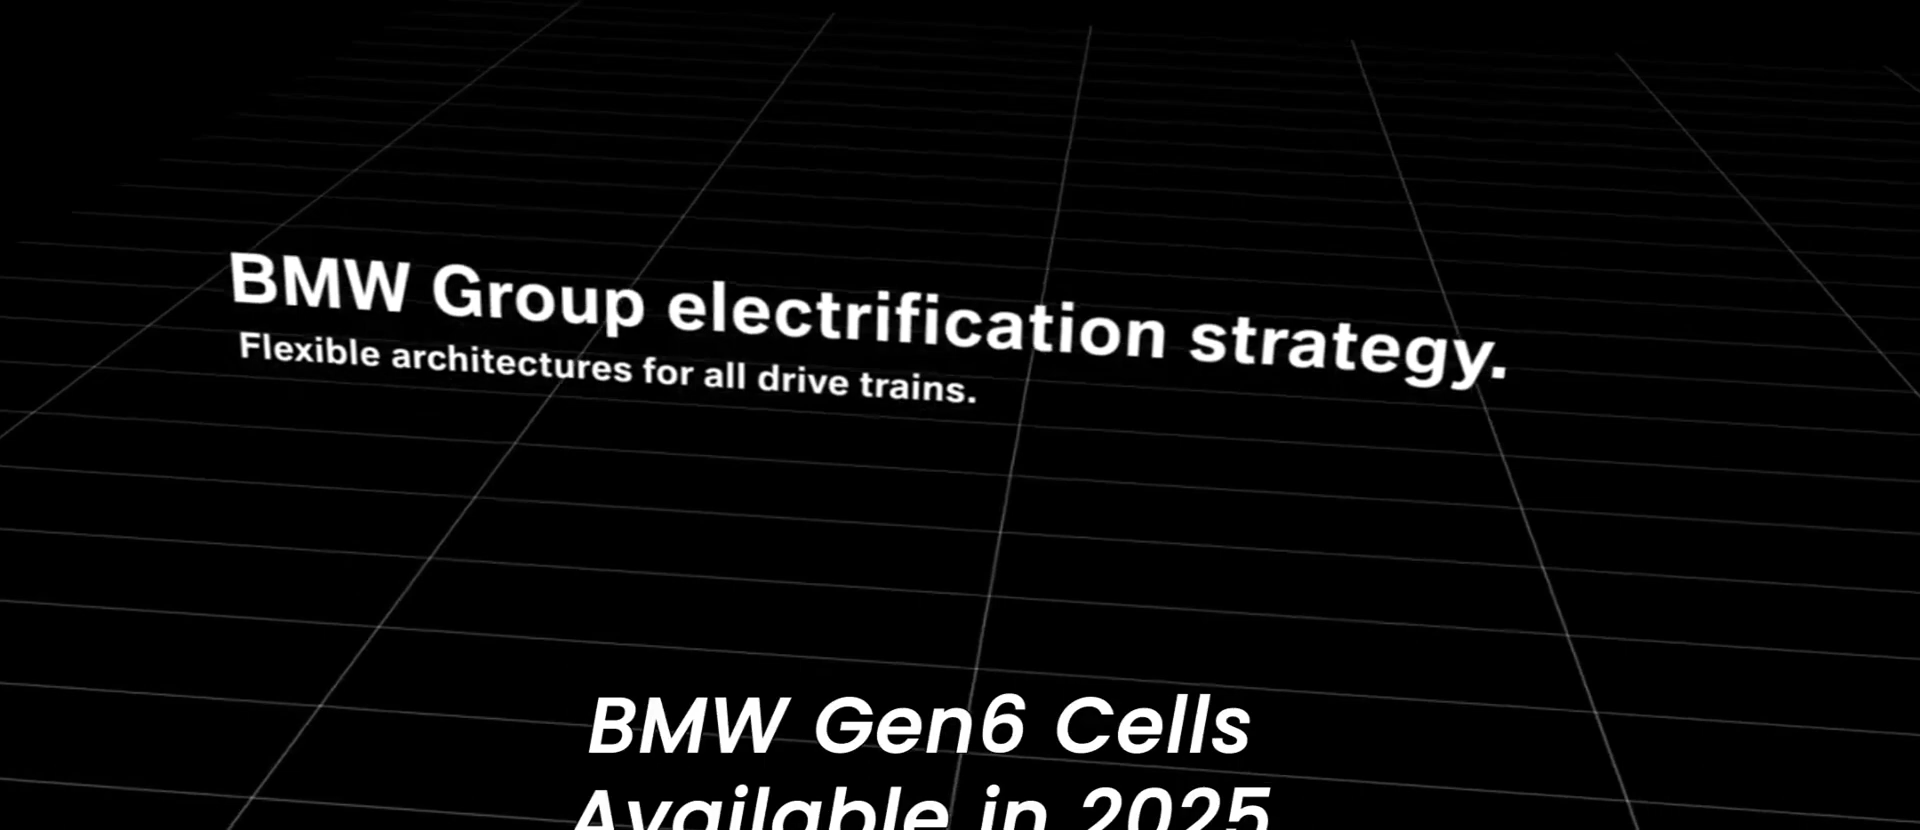 BMW Group electrification strategy.
Flexible architectures for all drive trains.
BMW Gen6 Cells
Available in 2025